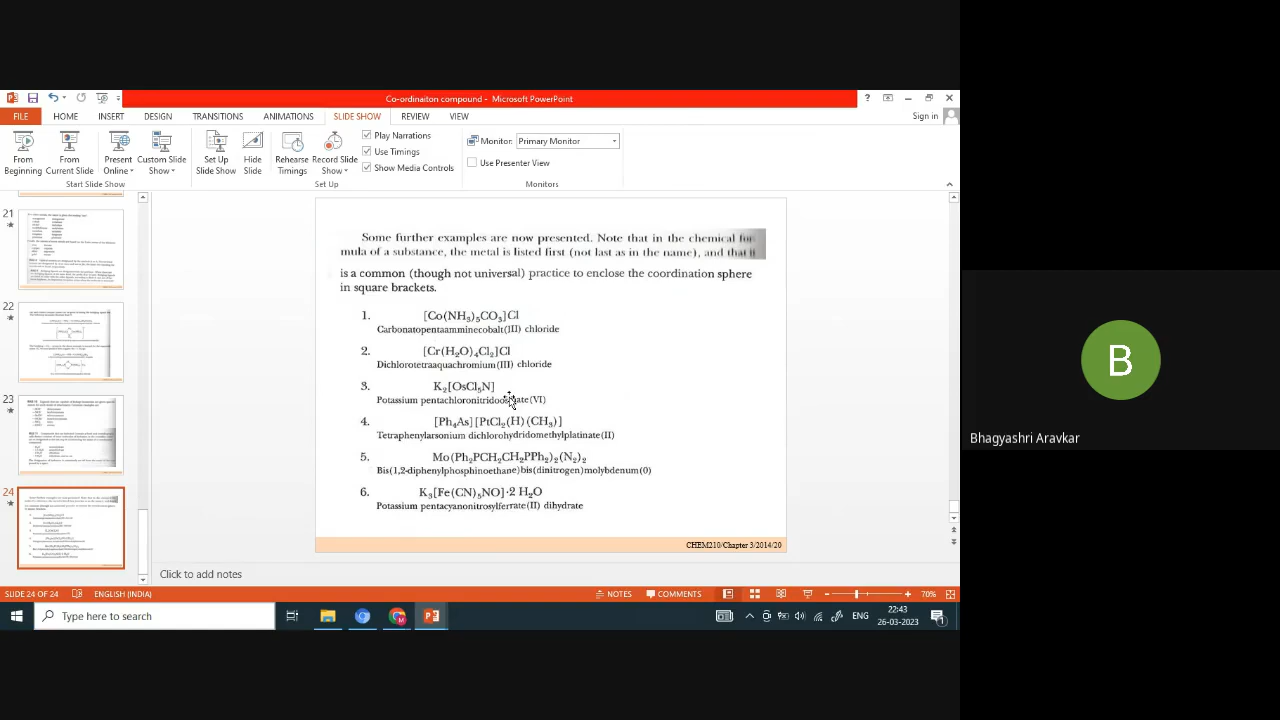 Co-ordinaiton compound - Microsoft PowerPoint
Sign in
FILE HOME INSERT DESIGN TRANSITIONS ANIMATIONS SLIDE SHOW REVIEW VIEW
From Beginning
From Current Slide
Present Online
Custom Slide Show
Start Slide Show
Set Up Slide Show
Hide Slide
Rehearse Timings
Record Slide Show
Play Narrations
Use Timings
Show Media Controls
Set Up
Monitor: Primary Monitor
Use Presenter View
Monitors
21
22
23
24
Some further examples are now presented. Note that in the chemical for-
mula of a substance, the metal is listed first (not last as in the name), and that it
is a common (though not universal) practice to enclose the coordination sphere
in square brackets.
1. [Co(NH₃)₅CO₃]Cl
Carbonatopentaamminecobalt(III) chloride
2. [Cr(H₂O)₄Cl₂]Cl
Dichlorotetraaquachromium(III) chloride
3. K₂[OsCl₅N]
Potassium pentachloronitridoosmate(VI)
4. [Ph₄As][PtCl₂(H)(CH₃)]
Tetraphenylarsonium dichlorohydridomethylplatinate(II)
5. Mo(Ph₂PCH₂CH₂PPh₂)₂(N₂)₂
Bis(1,2-diphenylphosphinoethane)bis(dinitrogen)molybdenum(0)
6. K₃[Fe(CN)₅NO]·2 H₂O
Potassium pentacyanonitrosylferrate(II) dihydrate
CHEM210/Chapter 5/2014/20
Click to add notes
SLIDE 24 OF 24 ENGLISH (INDIA) NOTES COMMENTS 70%
Type here to search
ENG
22:43
26-03-2023
B
Bhagyashri Aravkar